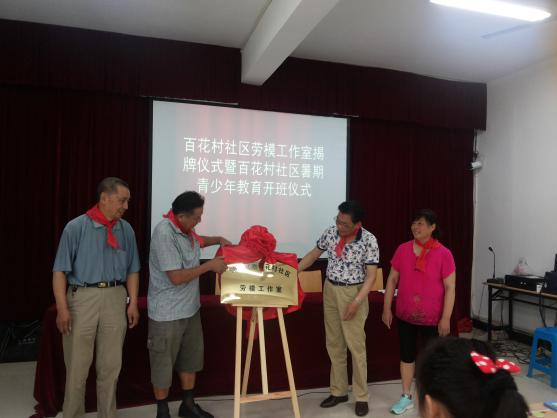 百花村社区劳模工作室揭
牌仪式暨百花村社区暑期
青少年教育开班仪式
花村社区
劳模工作室